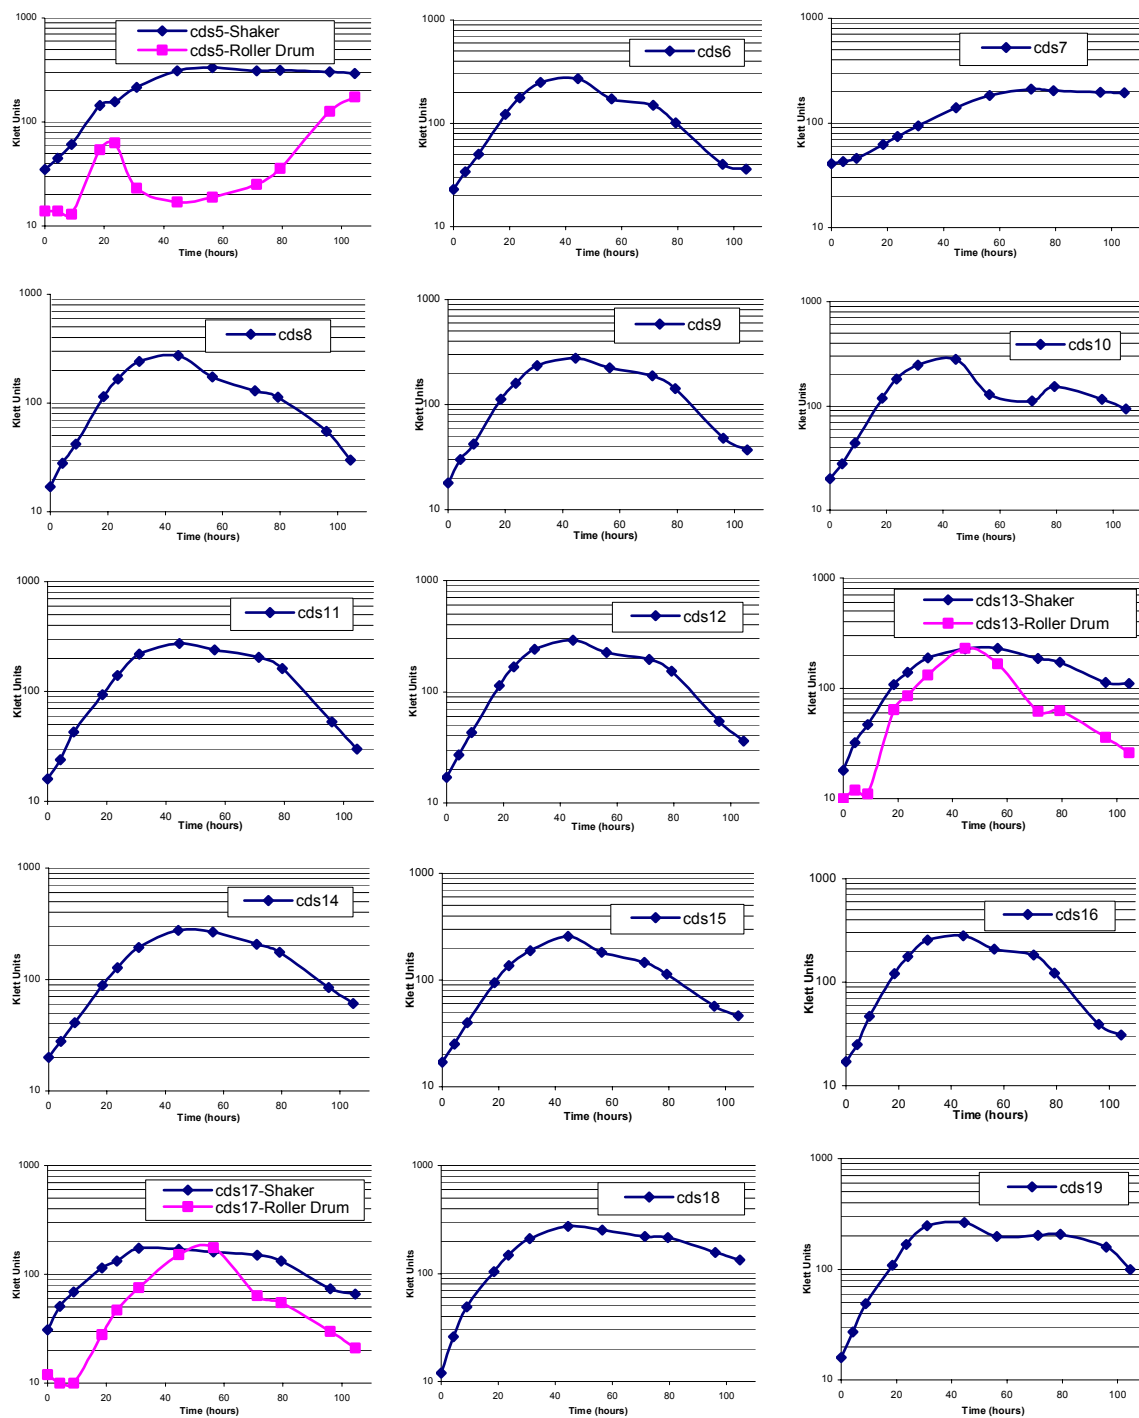 1000
100
10
Klett Units
cds5-Shaker
cds5-Roller Drum
0 20 40 60 80 100
Time (hours)
1000
100
10
Klett Units
cds6
0 20 40 60 80 100
Time (hours)
1000
100
10
Klett Units
cds7
0 20 40 60 80 100
Time (hours)
1000
100
10
Klett Units
cds8
0 20 40 60 80 100
Time (hours)
1000
100
10
Klett Units
cds9
0 20 40 60 80 100
Time (hours)
1000
100
10
Klett Units
cds10
0 20 40 60 80 100
Time (hours)
1000
100
10
Klett Units
cds11
0 20 40 60 80 100
Time (hours)
1000
100
10
Klett Units
cds12
0 20 40 60 80 100
Time (hours)
1000
100
10
Klett Units
cds13-Shaker
cds13-Roller Drum
0 20 40 60 80 100
Time (hours)
1000
100
10
Klett Units
cds14
0 20 40 60 80 100
Time (hours)
1000
100
10
Klett Units
cds15
0 20 40 60 80 100
Time (hours)
1000
100
10
Klett Units
cds16
0 20 40 60 80 100
Time (hours)
1000
100
10
Klett Units
cds17-Shaker
cds17-Roller Drum
0 20 40 60 80 100
Time (hours)
1000
100
10
Klett Units
cds18
0 20 40 60 80 100
Time (hours)
1000
100
10
Klett Units
cds19
0 20 40 60 80 100
Time (hours)